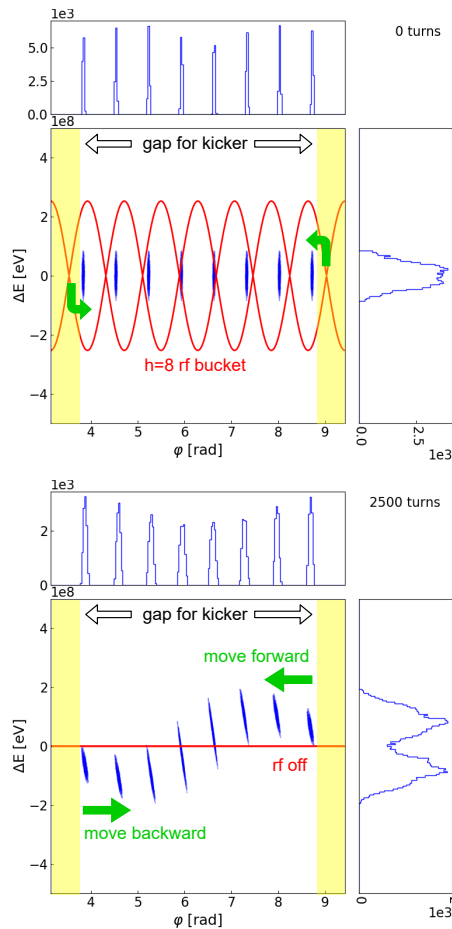 1e3
0 turns
5.0
2.5
0.0
1e8
gap for kicker
4
2
0
−2
−4
ΔE [eV]
h=8 rf bucket
4 5 6 7 8 9
φ [rad]
0.0 2.5
1e3
1e3
2500 turns
2
0
1e8
gap for kicker
move forward
4
2
0
−2
−4
ΔE [eV]
rf off
move backward
4 5 6 7 8 9
φ [rad]
0
1e3